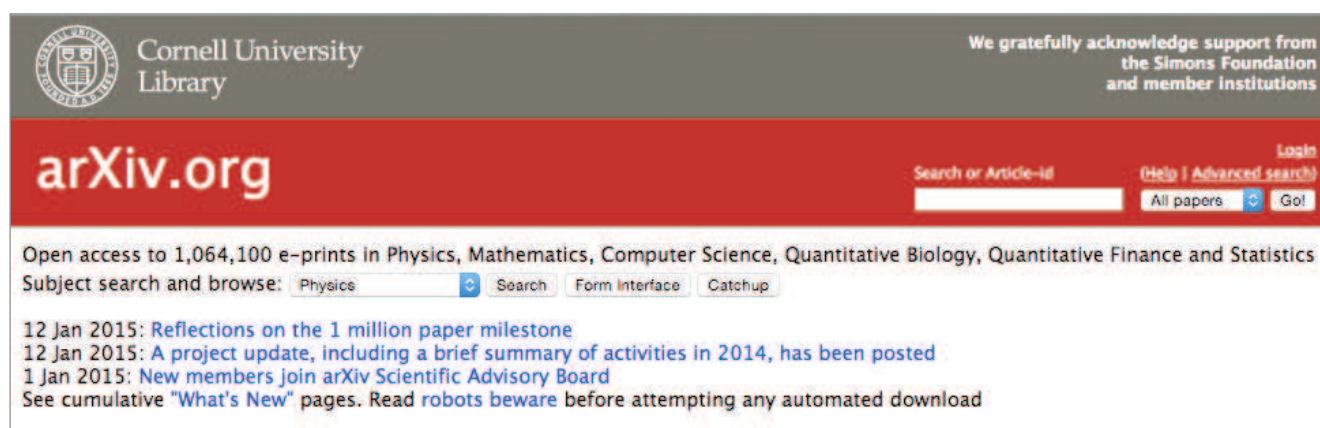 Cornell University
Library
We gratefully acknowledge support from
the Simons Foundation
and member institutions
arXiv.org
Login
Search or Article-id
(Help | Advanced search)
All papers
Go!
Open access to 1,064,100 e-prints in Physics, Mathematics, Computer Science, Quantitative Biology, Quantitative Finance and Statistics
Subject search and browse: Physics Search Form Interface Catchup
12 Jan 2015: Reflections on the 1 million paper milestone
12 Jan 2015: A project update, including a brief summary of activities in 2014, has been posted
1 Jan 2015: New members join arXiv Scientific Advisory Board
See cumulative "What's New" pages. Read robots beware before attempting any automated download